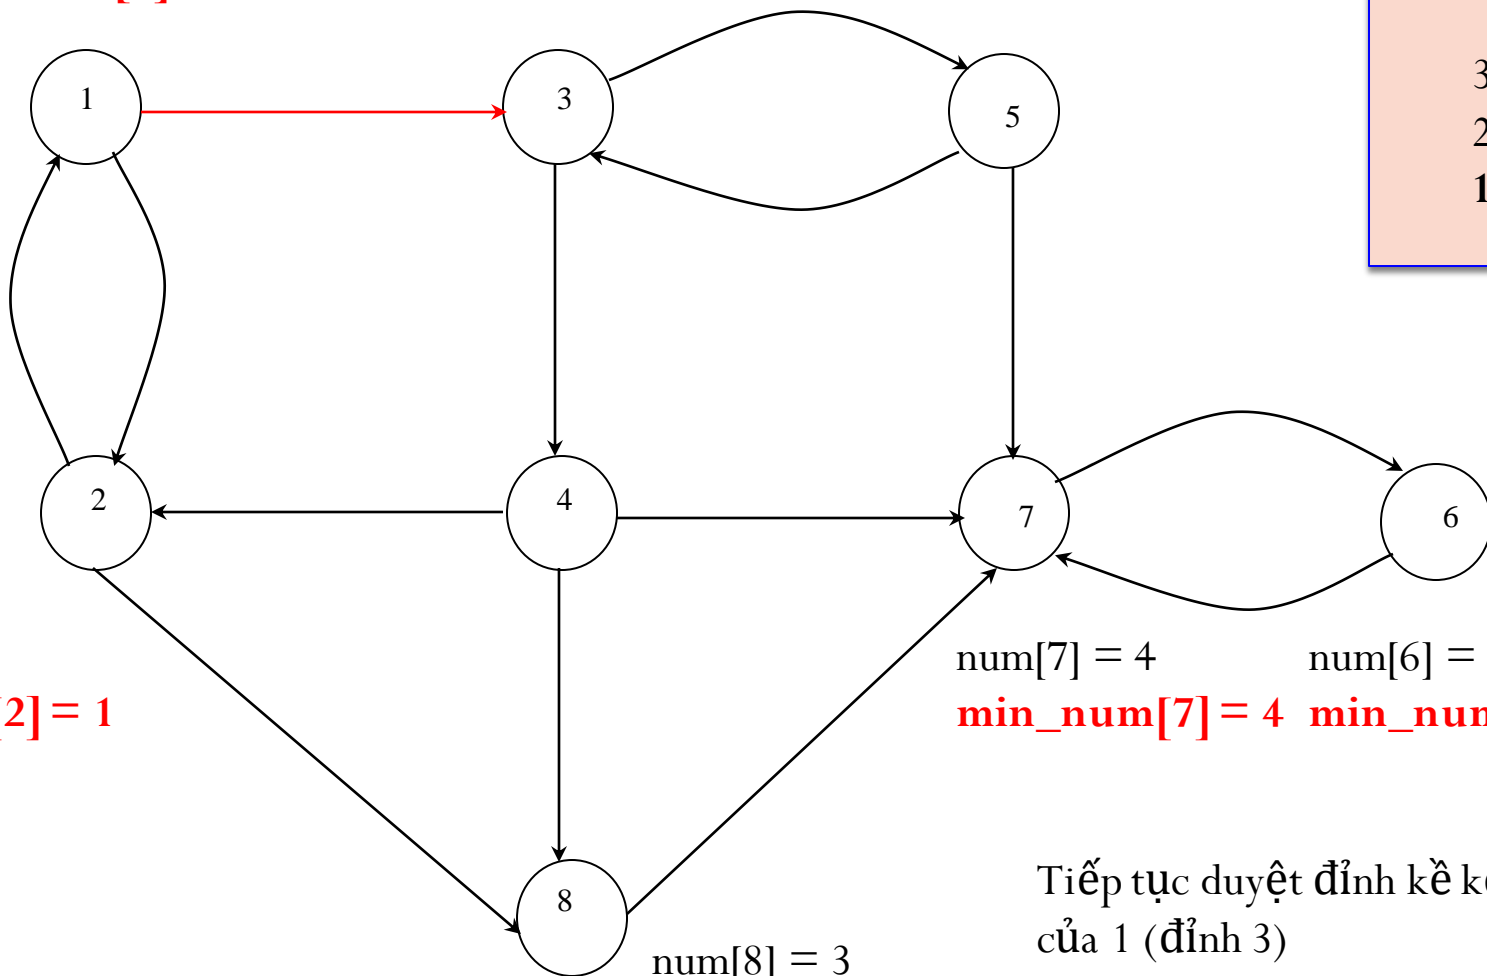 1
3
5
3
2
1
2
4
7
6
num[7] = 4 num[6] =
[2] = 1
min_num[7] = 4
8
Tiếp tục duyệt đỉnh kề
của 1 (đỉnh 3)
num[8] = 3